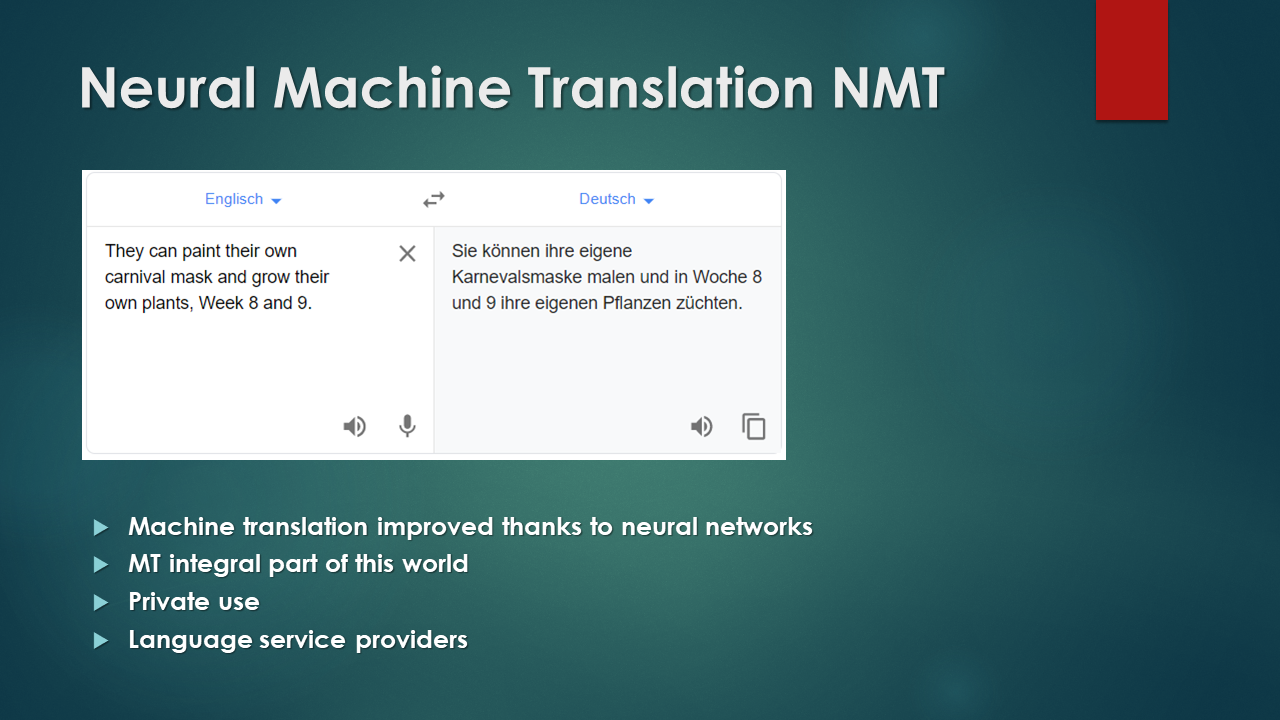 Neural Machine Translation NMT
Englisch
Deutsch
They can paint their own
carnival mask and grow their
own plants, Week 8 and 9.
Sie können ihre eigene
Karnevalsmaske malen und in Woche 8
und 9 ihre eigenen Pflanzen züchten.
Machine translation improved thanks to neural networks
MT integral part of this world
Private use
Language service providers